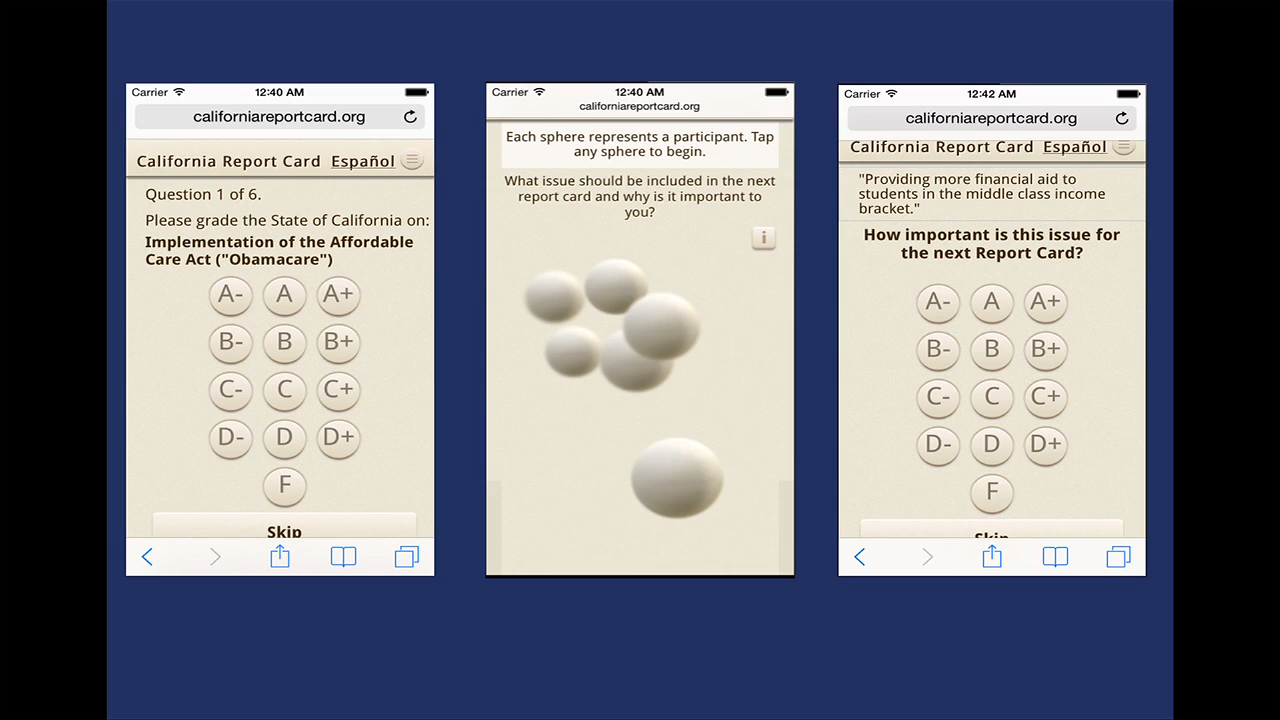 Carrier 12:40 AM
californiareportcard.org
California Report Card Español
Question 1 of 6.
Please grade the State of California on:
Implementation of the Affordable
Care Act ("Obamacare")
A- A A+
B- B B+
C- C C+
D- D D+
F
Skip
Carrier 12:40 AM
californiareportcard.org
Each sphere represents a participant. Tap
any sphere to begin.
What issue should be included in the next
report card and why is it important to
you?
i
Carrier 12:42 AM
californiareportcard.org
California Report Card Español
"Providing more financial aid to
students in the middle class income
bracket."
How important is this issue for
the next Report Card?
A- A A+
B- B B+
C- C C+
D- D D+
F
Skip